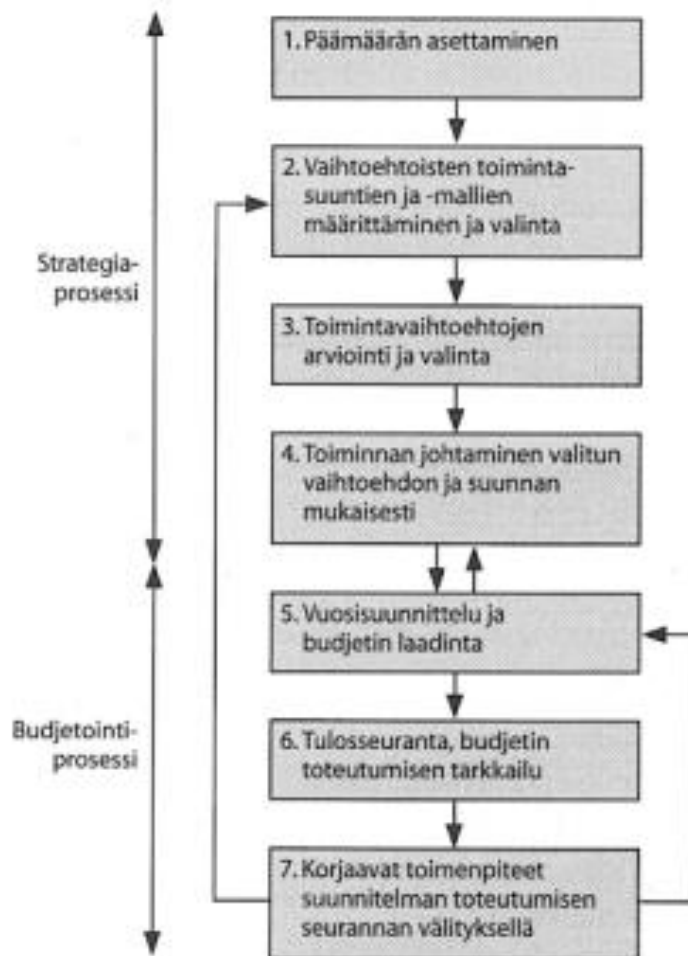 1. Päämäärän asettaminen
2. Vaihtoehtoisten toiminta-
suuntien ja -mallien
määrittäminen ja valinta
Strategia-
prosessi
3. Toimintavaihtoehtojen
arviointi ja valinta
4. Toiminnan johtaminen valitun
vaihtoehdon ja suunnan
mukaisesti
5. Vuosisuunnittelu ja
budjetin laadinta
Budjetointi-
prosessi
6. Tulosseuranta, budjetin
toteutumisen tarkkailu
7. Korjaavat toimenpiteet
suunnitelman toteutumisen
seurannan välityksellä